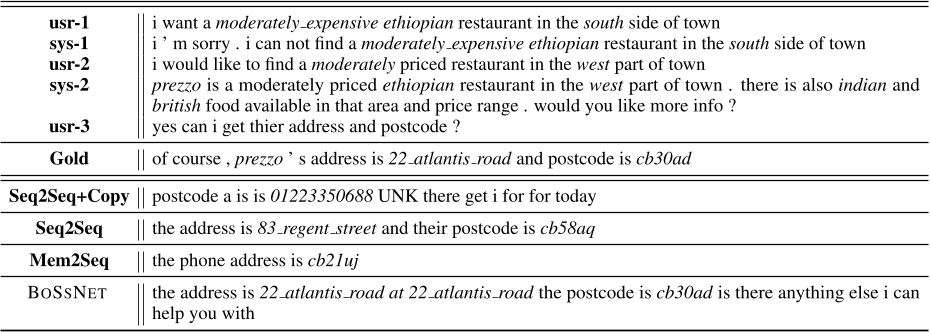 usr-1 i want a moderately_expensive ethiopian restaurant in the south side of town
sys-1 i ' m sorry . i can not find a moderately_expensive ethiopian restaurant in the south side of town
usr-2 i would like to find a moderately priced restaurant in the west part of town
sys-2 prezzo is a moderately priced ethiopian restaurant in the west part of town . there is also indian and
british food available in that area and price range . would you like more info ?
usr-3 yes can i get thier address and postcode ?
Gold of course , prezzo ' s address is 22_atlantis_road and postcode is cb30ad
Seq2Seq+Copy postcode a is is 01223350688 UNK there get i for for today
Seq2Seq the address is 83_regent_street and their postcode is cb58aq
Mem2Seq the phone address is cb21uj
BOSSNET the address is 22_atlantis_road at 22_atlantis_road the postcode is cb30ad is there anything else i can
help you with